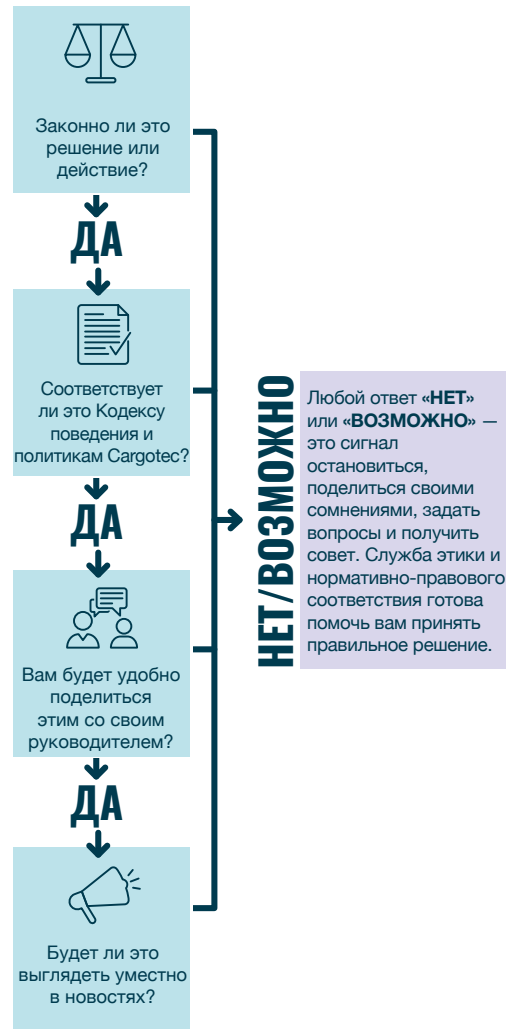 Законно ли это
решение или
действие?
ДА
Соответствует
ли это Кодексу
поведения и
политикам Cargotec?
ДА
Вам будет удобно
поделиться
этим со своим
руководителем?
ДА
Будет ли это
выглядеть уместно
в новостях?
НЕТ/ВОЗМОЖНО
Любой ответ «НЕТ»
или «ВОЗМОЖНО» —
это сигнал
остановиться,
поделиться своими
сомнениями, задать
вопросы и получить
совет. Служба этики и
нормативно-правового
соответствия готова
помочь вам принять
правильное решение.